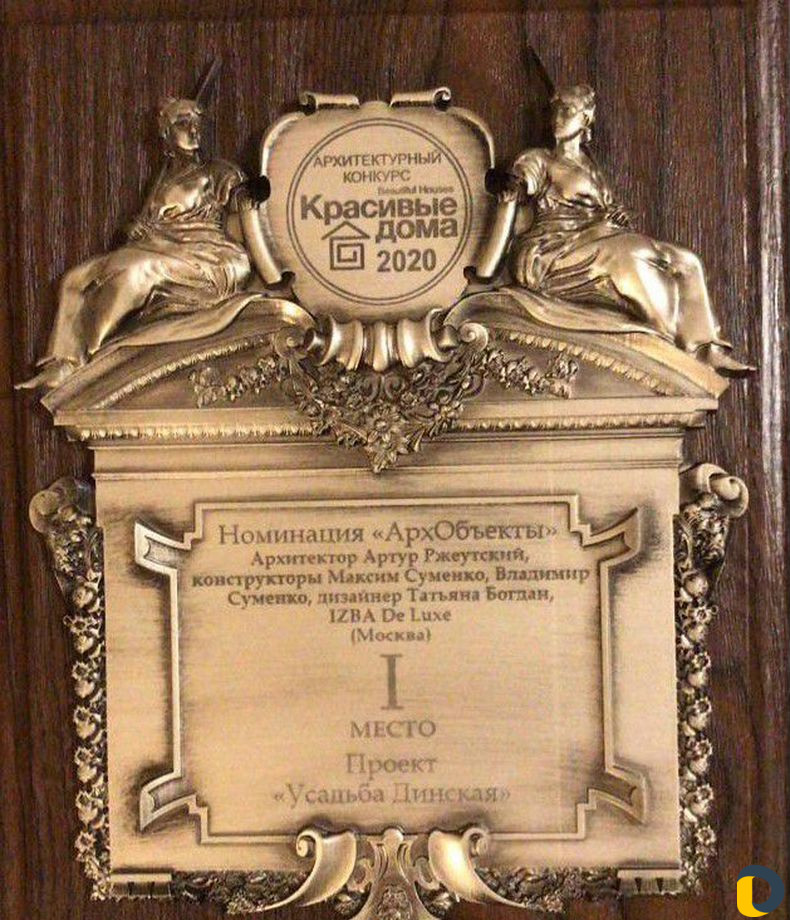 АРХИТЕКТУРНЫЙ
КОНКУРС
Beautiful Houses
Красивые
дома
2020
Номинация «АрхОбъекты»
Архитектор Артур Ржеутский,
конструкторы Максим Суменко, Владимир
Суменко, дизайнер Татьяна Богдан,
IZBA De Luxe
(Москва)
I
МЕСТО
Проект
«Усадьба Динская»